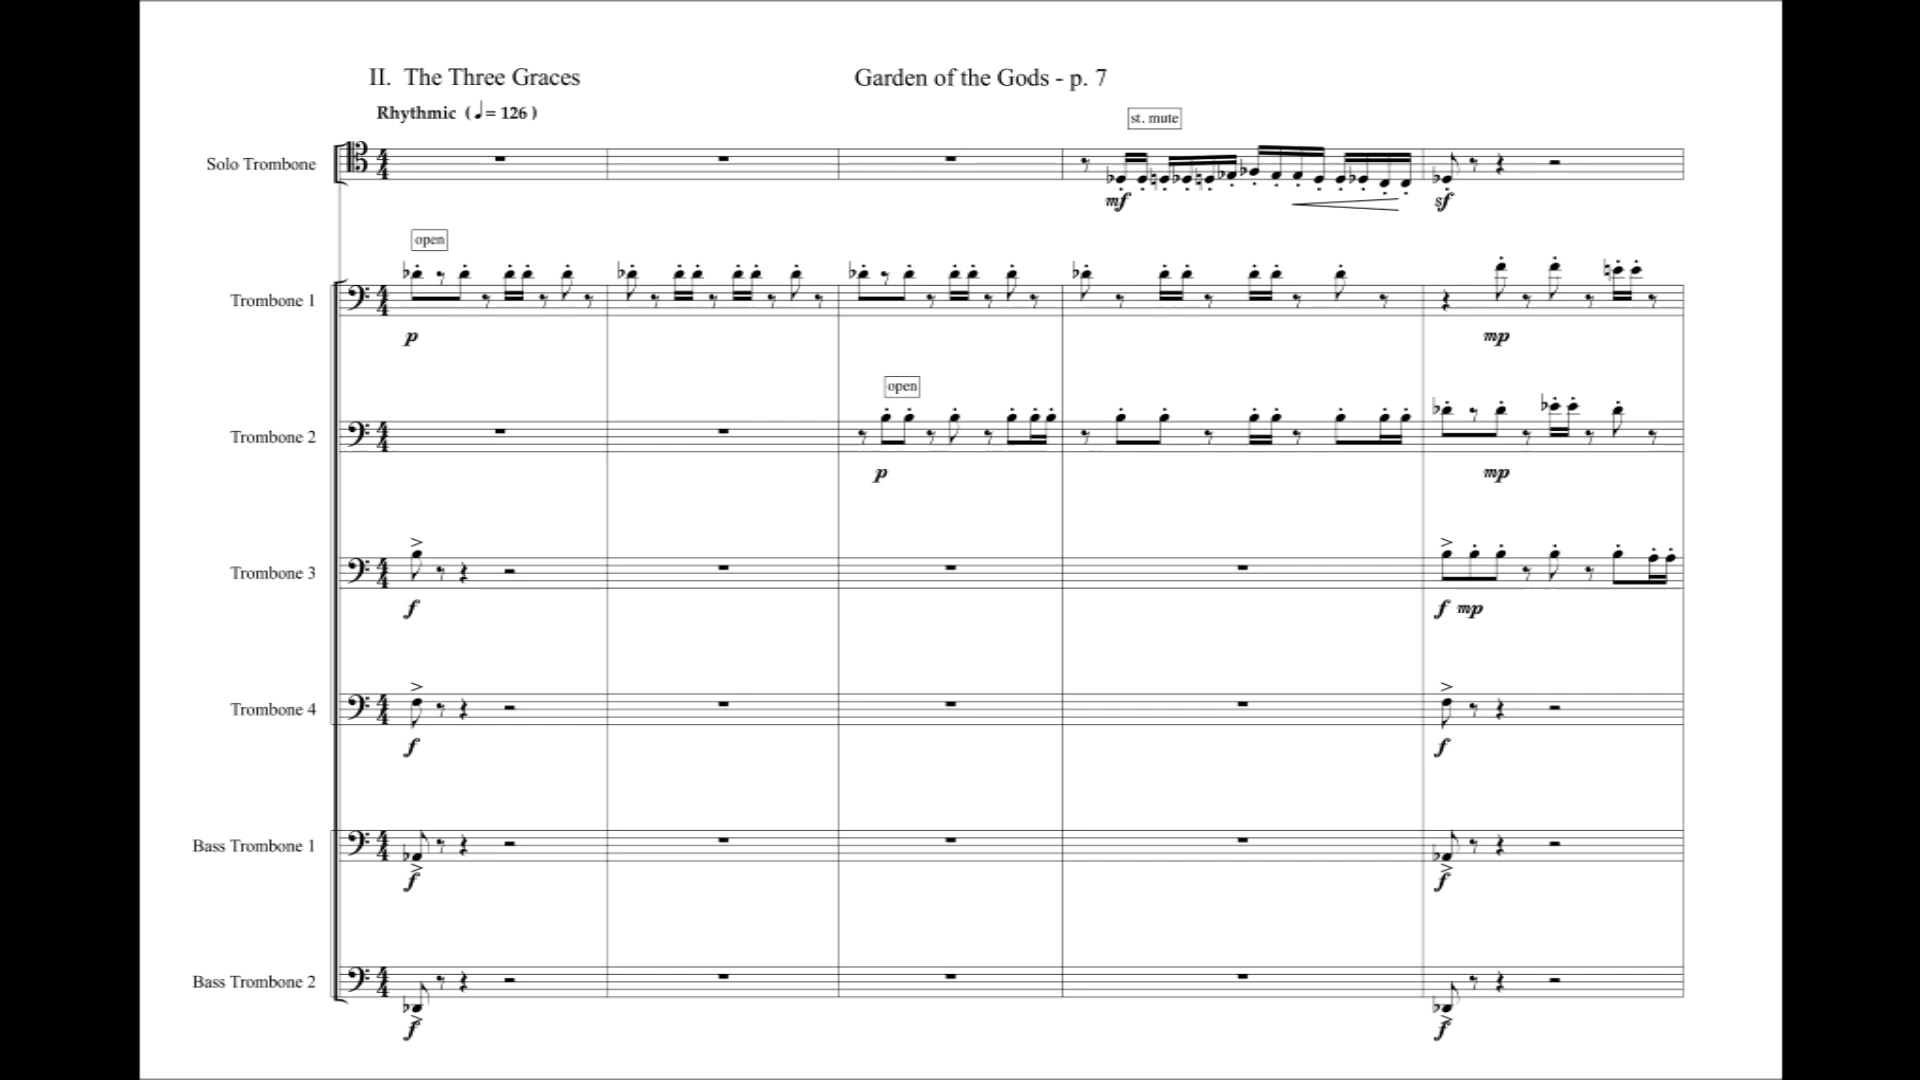 II. The Three Graces
Garden of the Gods - p. 7
Rhythmic ( ♩= 126 )
st. mute
Solo Trombone
mf
sf
open
Trombone 1
p
mp
open
Trombone 2
p
mp
Trombone 3
f
f mp
Trombone 4
f
f
Bass Trombone 1
f
f
Bass Trombone 2
f
f